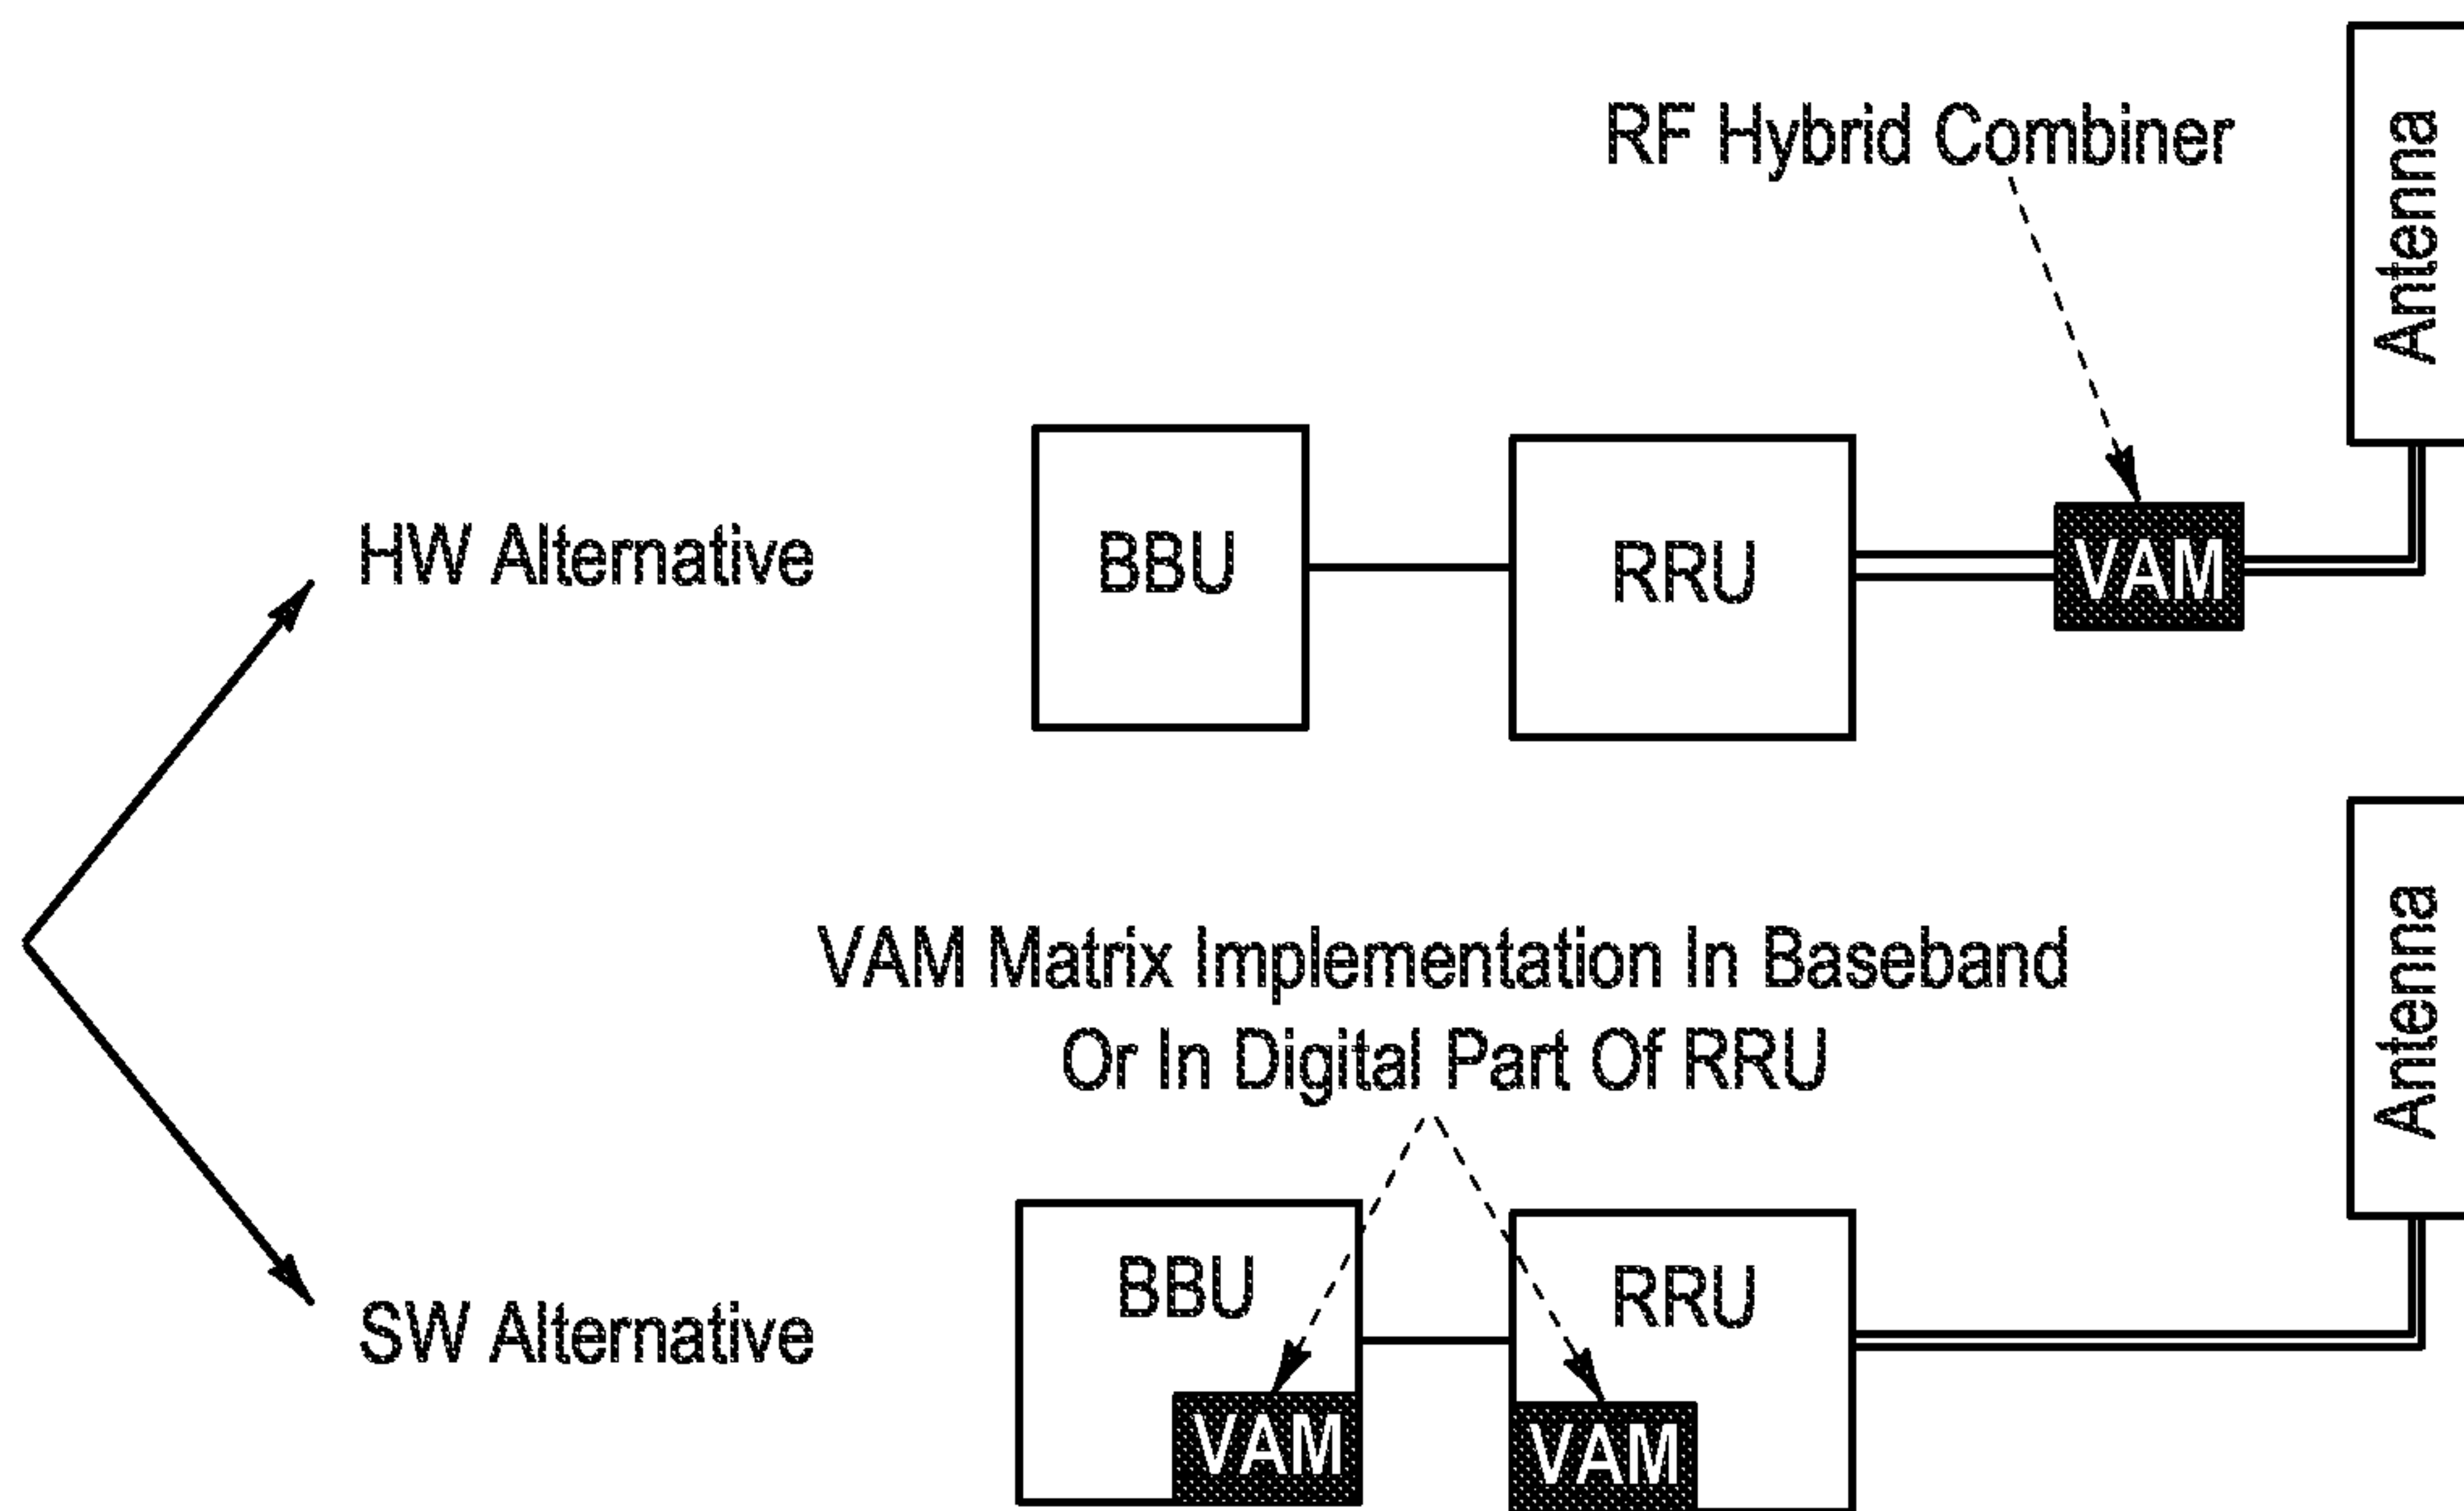 RF Hybrid Combiner
Antenna
HW Alternative
BBU
RRU
VAM
VAM Matrix Implementation In Baseband
Or In Digital Part Of RRU
Antenna
SW Alternative
BBU
RRU
VAM
VAM